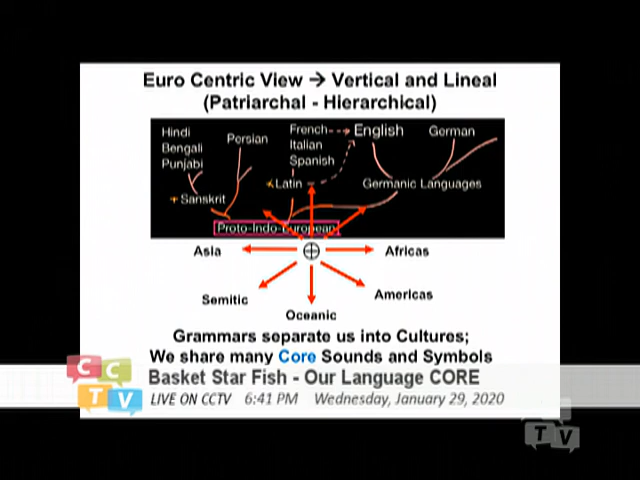 Euro Centric View → Vertical and Lineal
(Patriarchal - Hierarchical)
Hindi
Bengali
Punjabi
Persian
French
Italian
Spanish
English
German
Sanskrit
Latin
Germanic Languages
Proto-Indo-European
Asia
Africas
Semitic
Oceanic
Americas
Grammars separate us into Cultures;
We share many Core Sounds and Symbols
CCTV
Basket Star Fish - Our Language CORE
LIVE ON CCTV 6:41 PM Wednesday, January 29, 2020
TV